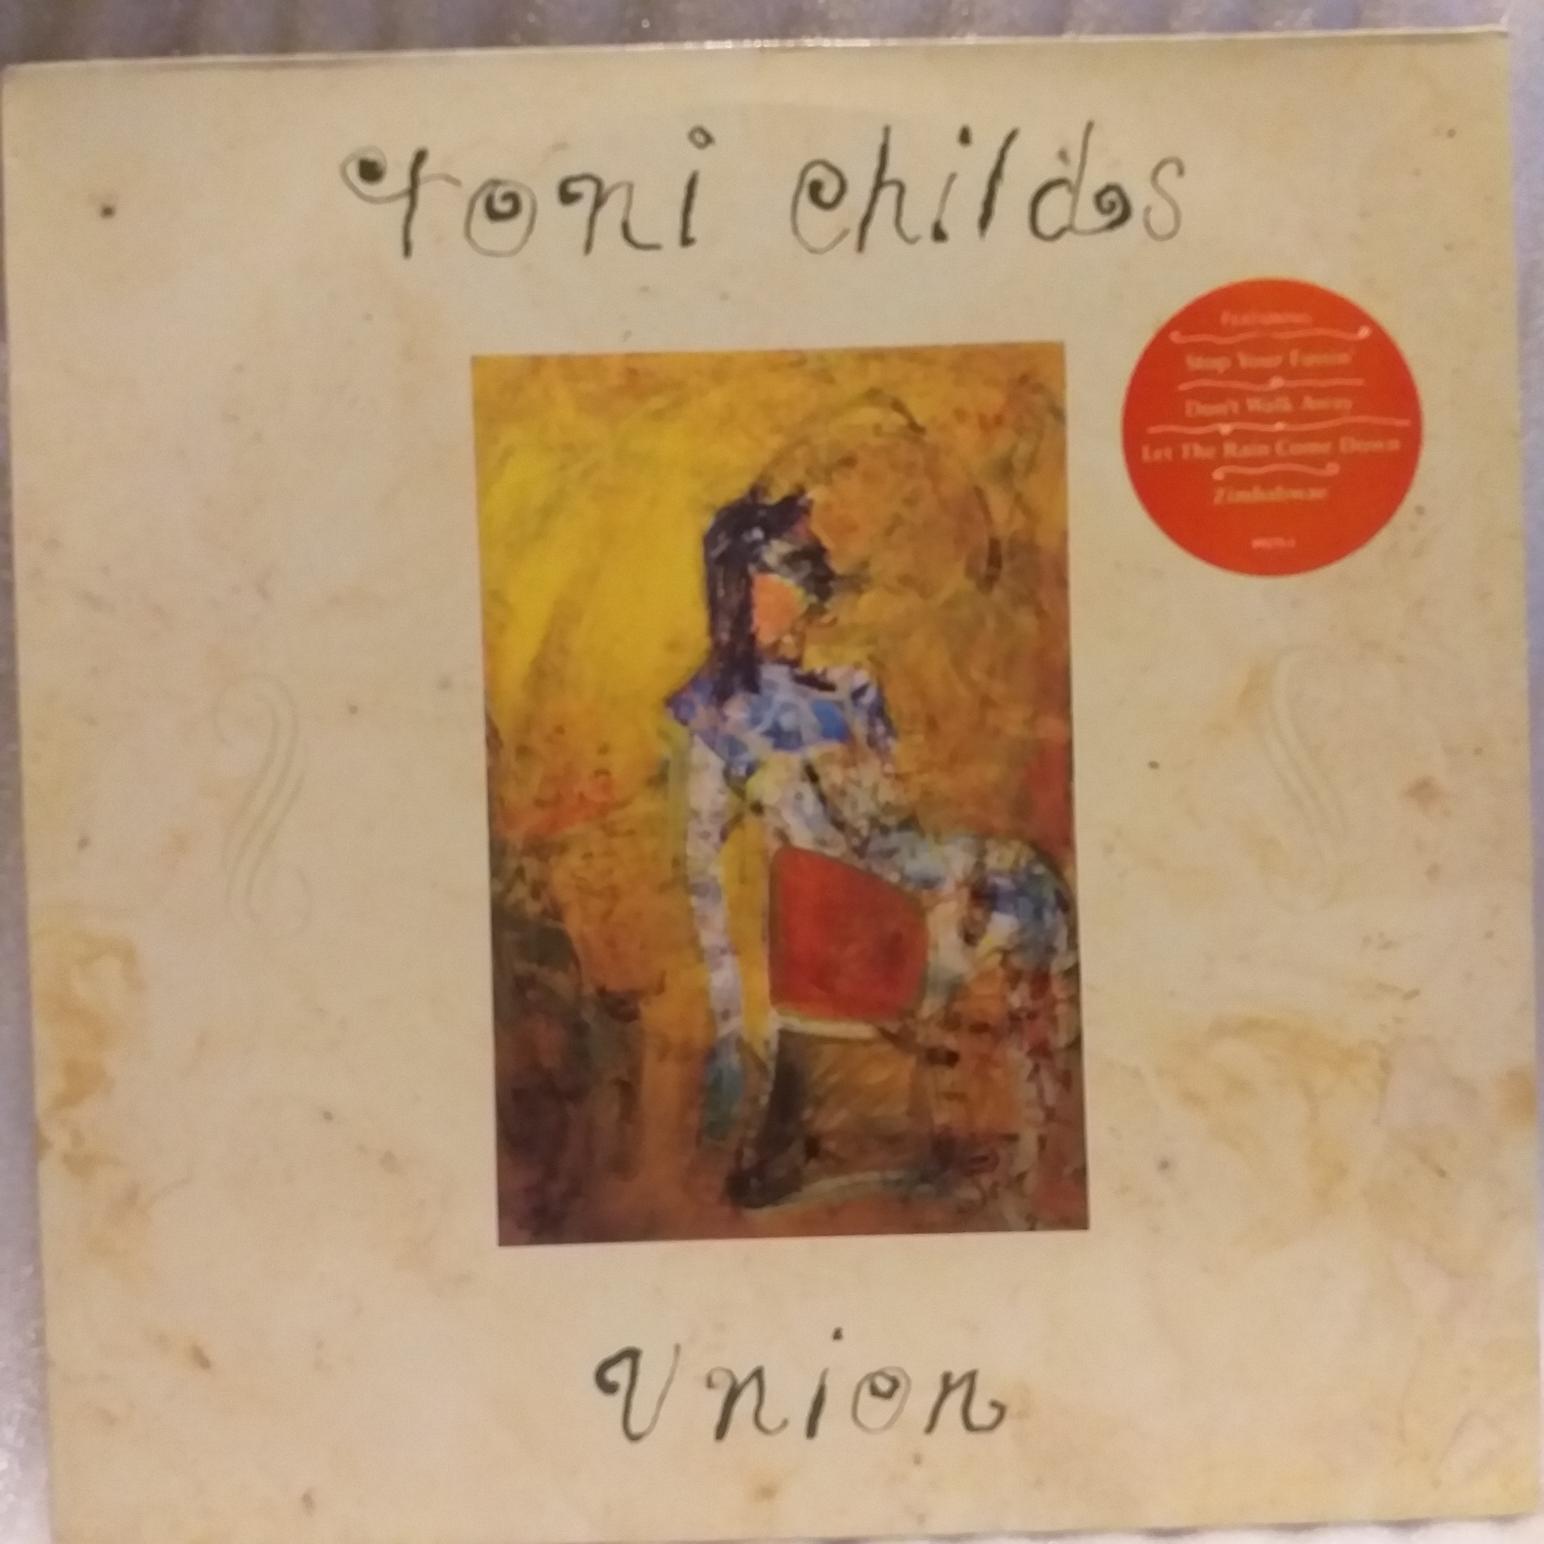 toni childs
Featuring
Stop Your Fussin'
Don't Walk Away
Let The Rain Come Down
Zimbabwae
union